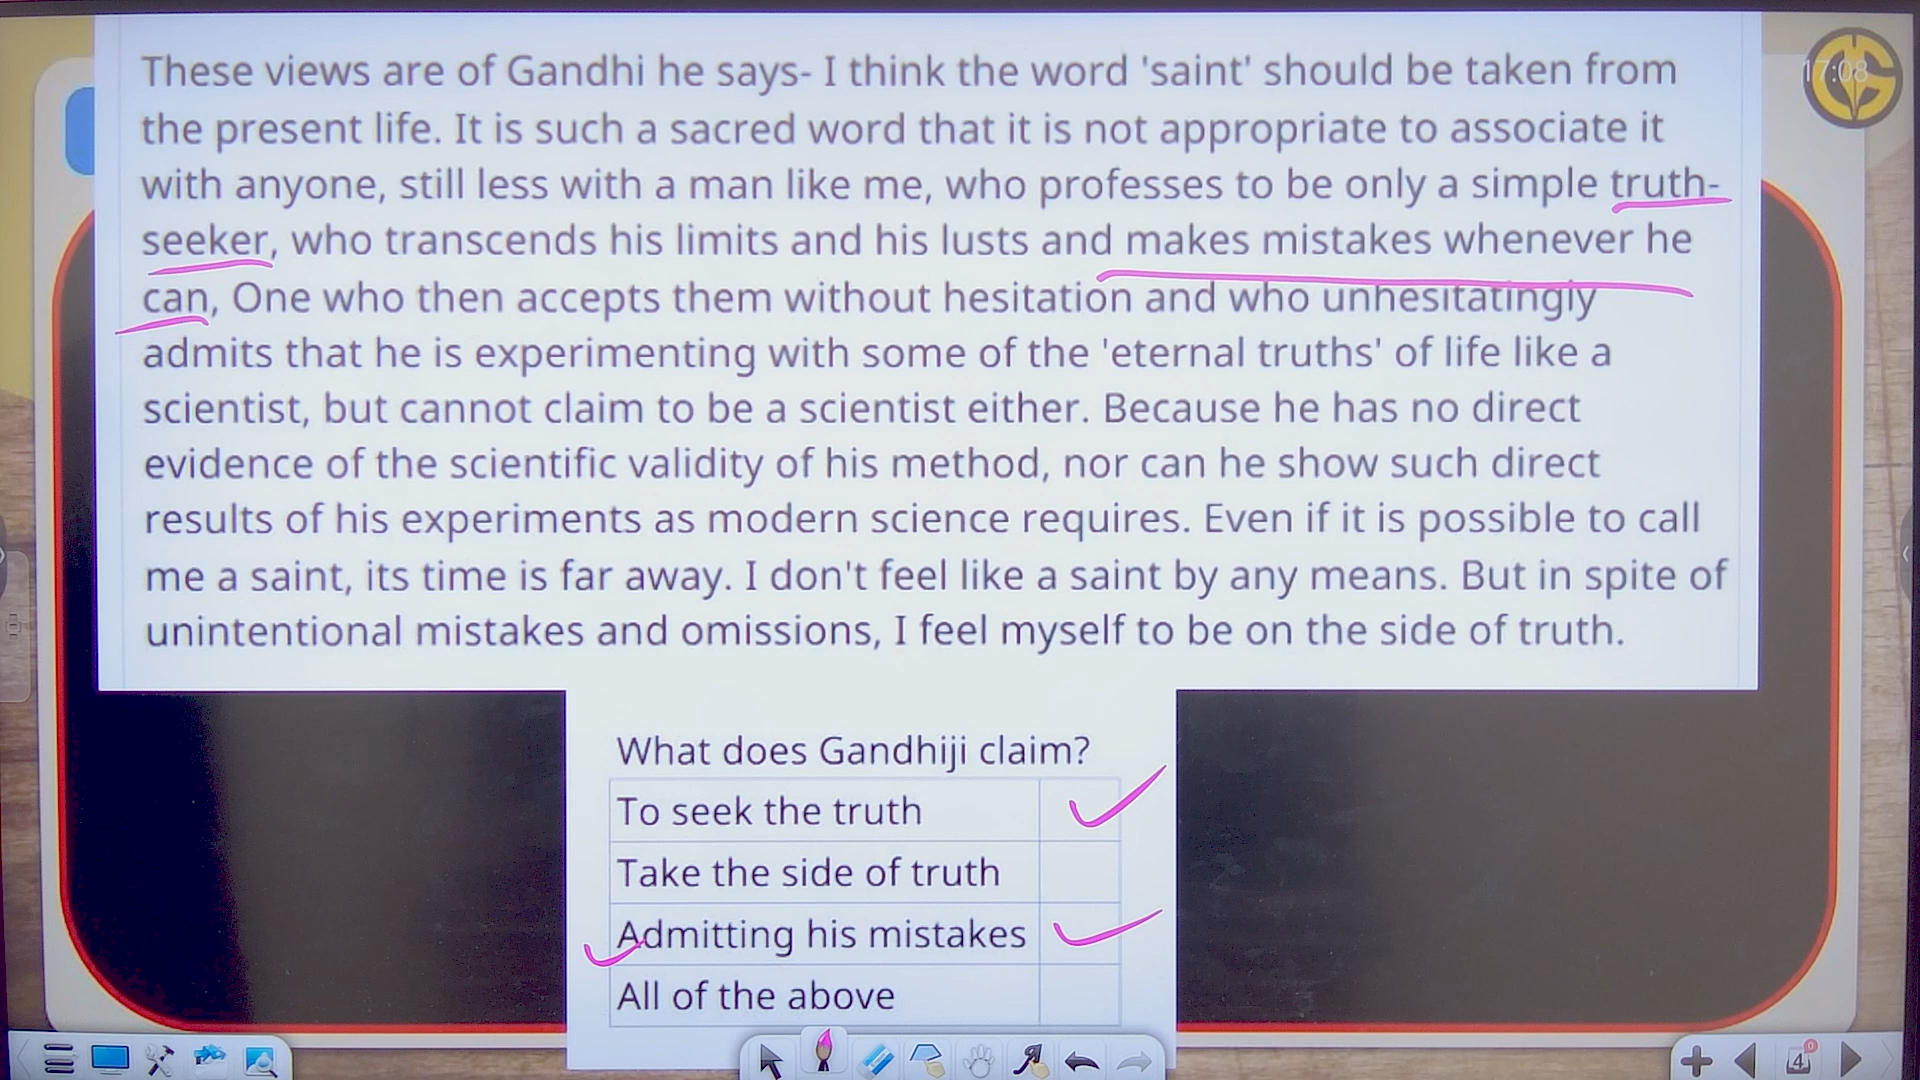 These views are of Gandhi he says- I think the word 'saint' should be taken from
the present life. It is such a sacred word that it is not appropriate to associate it
with anyone, still less with a man like me, who professes to be only a simple truth-
seeker, who transcends his limits and his lusts and makes mistakes whenever he
can, One who then accepts them without hesitation and who unhesitatingly
admits that he is experimenting with some of the 'eternal truths' of life like a
scientist, but cannot claim to be a scientist either. Because he has no direct
evidence of the scientific validity of his method, nor can he show such direct
results of his experiments as modern science requires. Even if it is possible to call
me a saint, its time is far away. I don't feel like a saint by any means. But in spite of
unintentional mistakes and omissions, I feel myself to be on the side of truth.
17:08
What does Gandhiji claim?
To seek the truth
Take the side of truth
Admitting his mistakes
All of the above
4
0